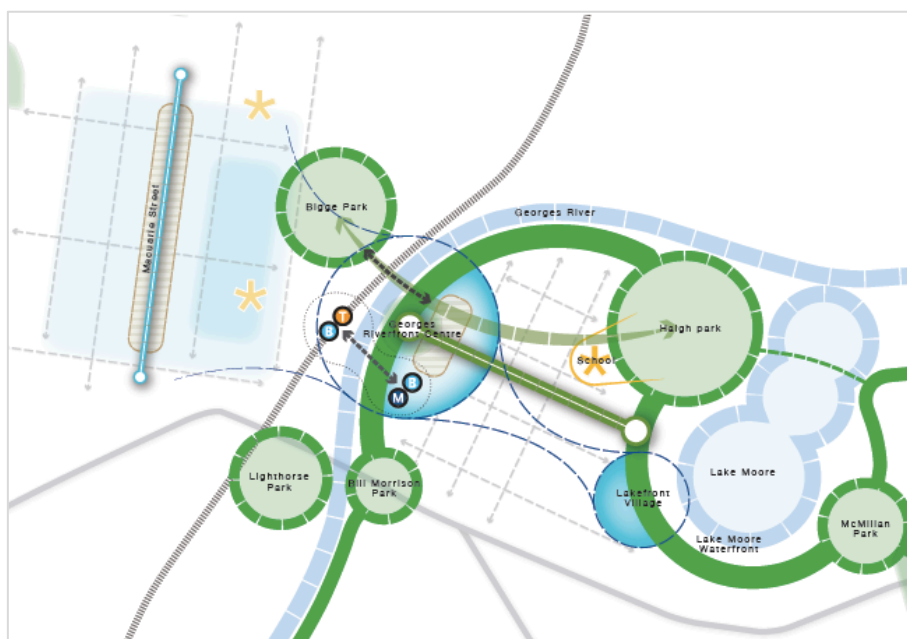 Macuarie Street
Bigge Park
Georges River
Haigh park
T
B
Georges
Riverfront Centre
School
B
M
Lighthorse
Park
Bill Morrison
Park
Lakefront
Village
Lake Moore
Lake Moore
Waterfront
McMillan
Park